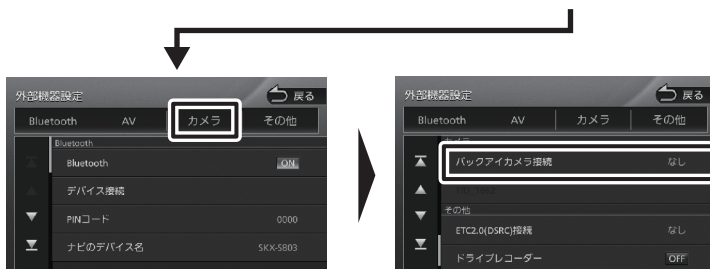 外部機器設定
戻る
Bluetooth AV カメラ その他
Bluetooth
Bluetooth ON
デバイス接続
PINコード 0000
ナビのデバイス名 SKX-S803
外部機器設定
戻る
Bluetooth AV カメラ その他
カメラ
バックアイカメラ接続 なし
その他
ETC2.0(DSRC)接続 なし
ドライブレコーダー OFF